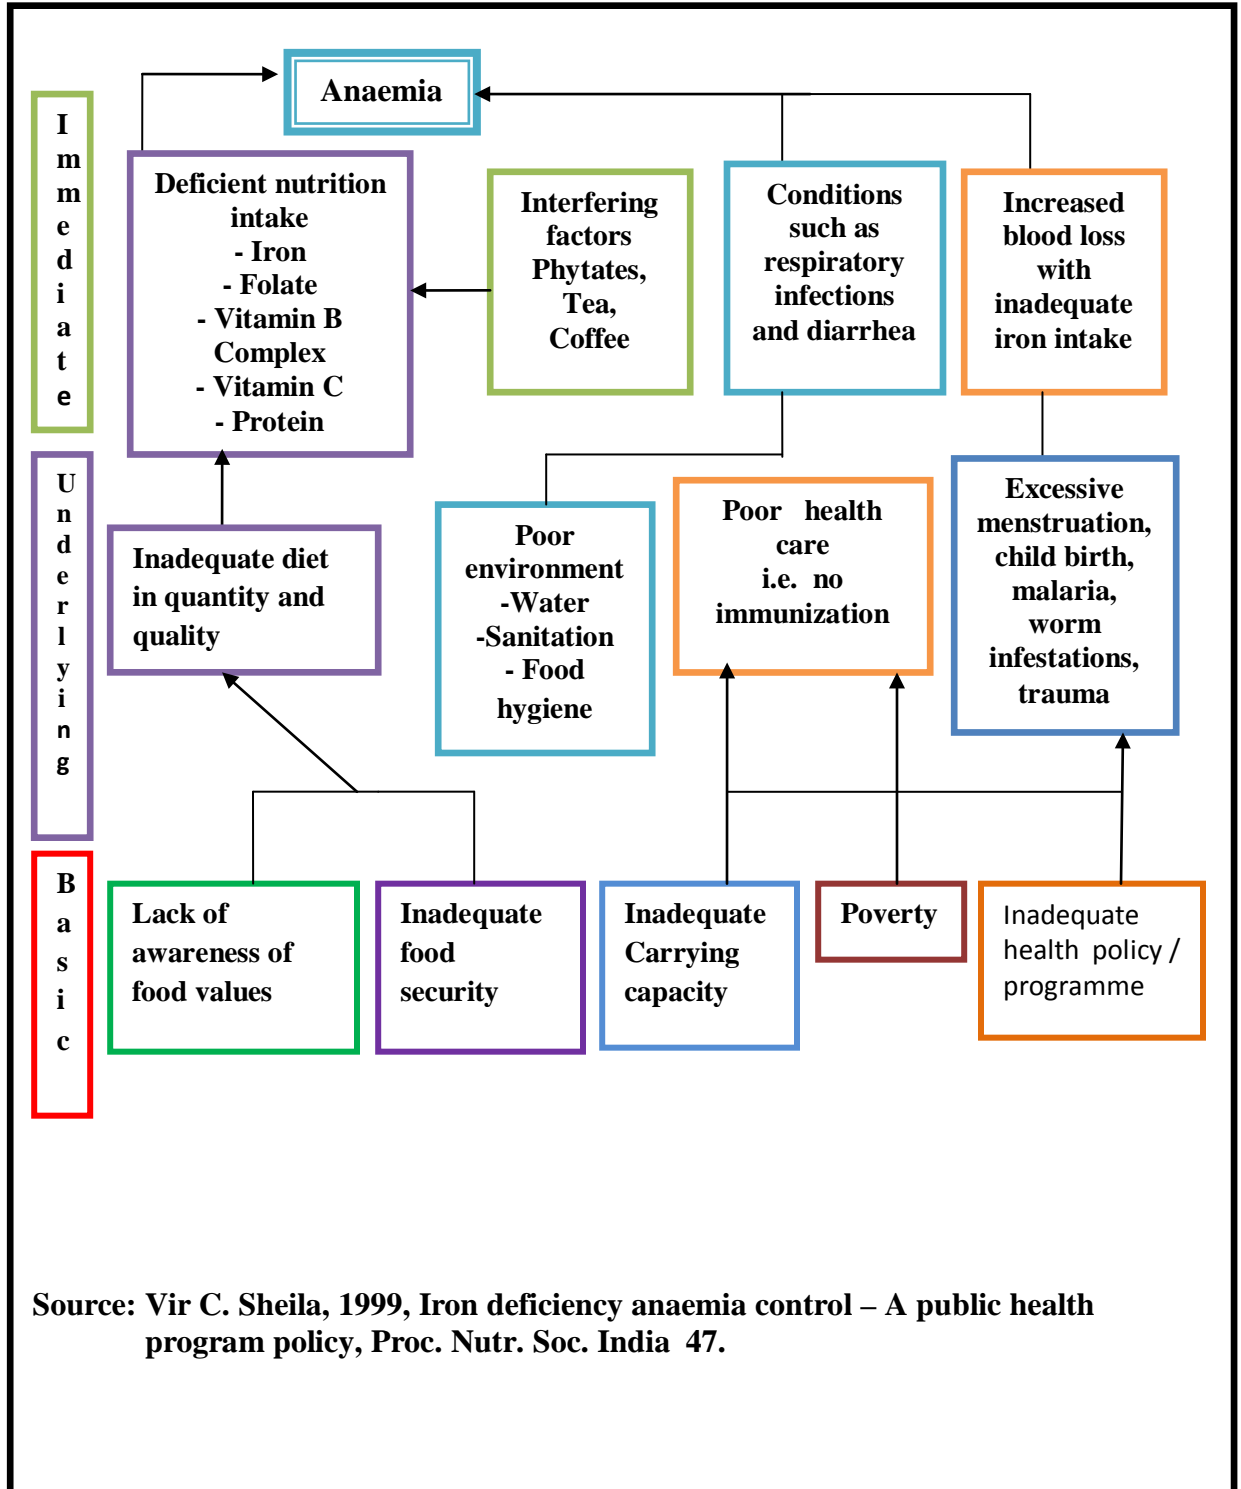 Anaemia
I
m
m
e
d
i
a
t
e
Deficient nutrition
intake
- Iron
- Folate
- Vitamin B
Complex
- Vitamin C
- Protein
Interfering
factors
Phytates,
Tea,
Coffee
Conditions
such as
respiratory
infections
and diarrhea
Increased
blood loss
with
inadequate
iron intake
U
n
d
e
r
l
y
i
n
g
Inadequate diet
in quantity and
quality
Poor
environment
-Water
-Sanitation
- Food
hygiene
Poor health
care
i.e. no
immunization
Excessive
menstruation,
child birth,
malaria,
worm
infestations,
trauma
B
a
s
i
c
Lack of
awareness of
food values
Inadequate
food
security
Inadequate
Carrying
capacity
Poverty
Inadequate
health policy /
programme
Source: Vir C. Sheila, 1999, Iron deficiency anaemia control – A public health
program policy, Proc. Nutr. Soc. India 47.